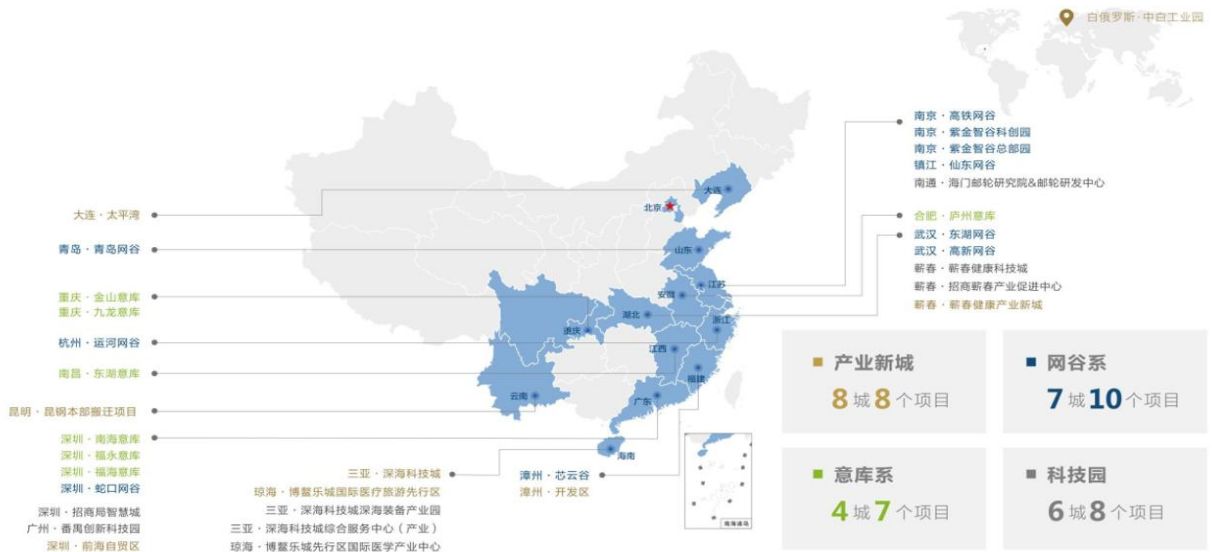 白俄罗斯·中白工业园
南京·高铁网谷
南京·紫金智谷科创园
南京·紫金智谷总部园
镇江·仙东网谷
南通·海门邮轮研究院&邮轮研发中心
合肥·庐州意库
武汉·东湖网谷
武汉·高新网谷
蕲春·蕲春健康科技城
蕲春·招商蕲春产业促进中心
蕲春·蕲春健康产业新城
大连·太平湾
青岛·青岛网谷
重庆·金山意库
重庆·九龙意库
杭州·运河网谷
南昌·东湖意库
昆明·昆钢本部搬迁项目
深圳·南海意库
深圳·福永意库
深圳·福海意库
深圳·蛇口网谷
深圳·招商局智慧城
广州·番禺创新科技园
深圳·前海自贸区
三亚·深海科技城
琼海·博鳌乐城国际医疗旅游先行区
三亚·深海科技城深海装备产业园
三亚·深海科技城综合服务中心（产业）
琼海·博鳌乐城先行区国际医学产业中心
漳州·芯云谷
漳州·开发区
大连
北京
山东
江苏
安徽
湖北
浙江
重庆
江西
福建
云南
广东
海南
南海诸岛
产业新城
8城8个项目
网谷系
7城10个项目
意库系
4城7个项目
科技园
6城8个项目